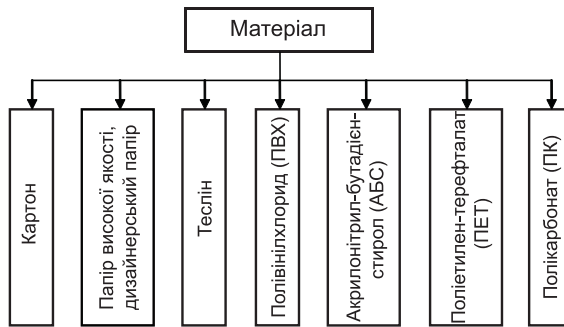 Матеріал
Картон
Папір високої якості,
дизайнерський папір
Теслін
Полівінілхлорид (ПВХ)
Акрилонітрил-бутадієн-
стирол (АБС)
Поліетилен-терефталат
(ПЕТ)
Полікарбонат (ПК)